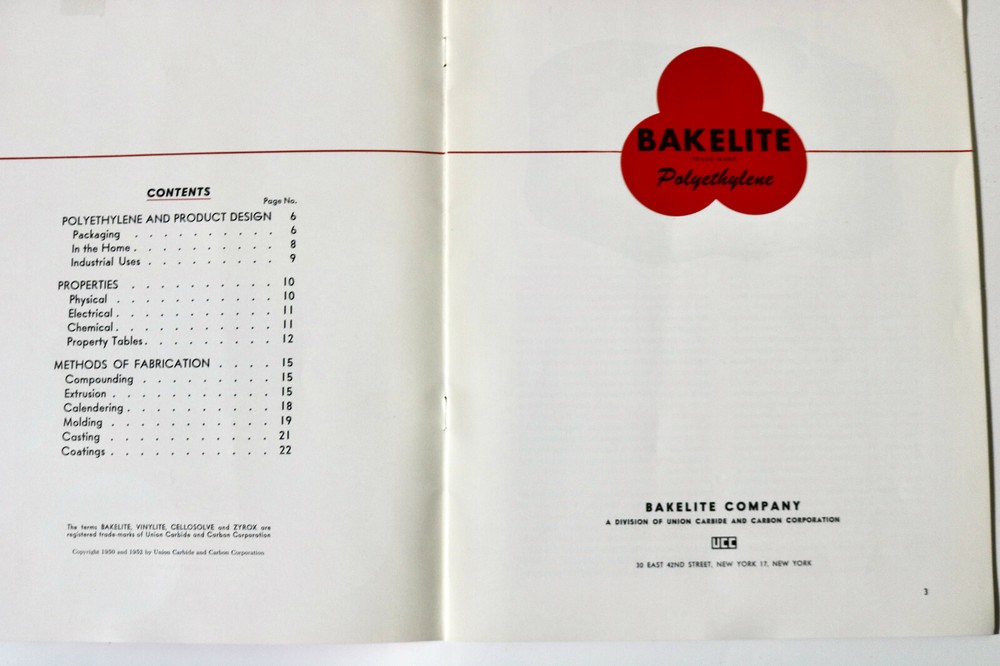 CONTENTS
Page No.
POLYETHYLENE AND PRODUCT DESIGN 6
Packaging . . . . . . . . . . 6
In the Home . . . . . . . . . . 8
Industrial Uses . . . . . . . . . 9
PROPERTIES . . . . . . . . . . 10
Physical . . . . . . . . . . . 10
Electrical . . . . . . . . . . . 11
Chemical . . . . . . . . . . . 11
Property Tables . . . . . . . . . 12
METHODS OF FABRICATION . . . . 15
Compounding . . . . . . . . . 15
Extrusion . . . . . . . . . . . 15
Calendering . . . . . . . . . . 18
Molding . . . . . . . . . . . 19
Casting . . . . . . . . . . . 21
Coatings . . . . . . . . . . . 22
The terms BAKELITE, VINYLITE, CELLOSOLVE and ZYROX are
registered trade-marks of Union Carbide and Carbon Corporation
Copyright 1950 and 1952 by Union Carbide and Carbon Corporation
BAKELITE
TRADE-MARK
Polyethylene
BAKELITE COMPANY
A DIVISION OF UNION CARBIDE AND CARBON CORPORATION
UCC
30 EAST 42ND STREET, NEW YORK 17, NEW YORK
3